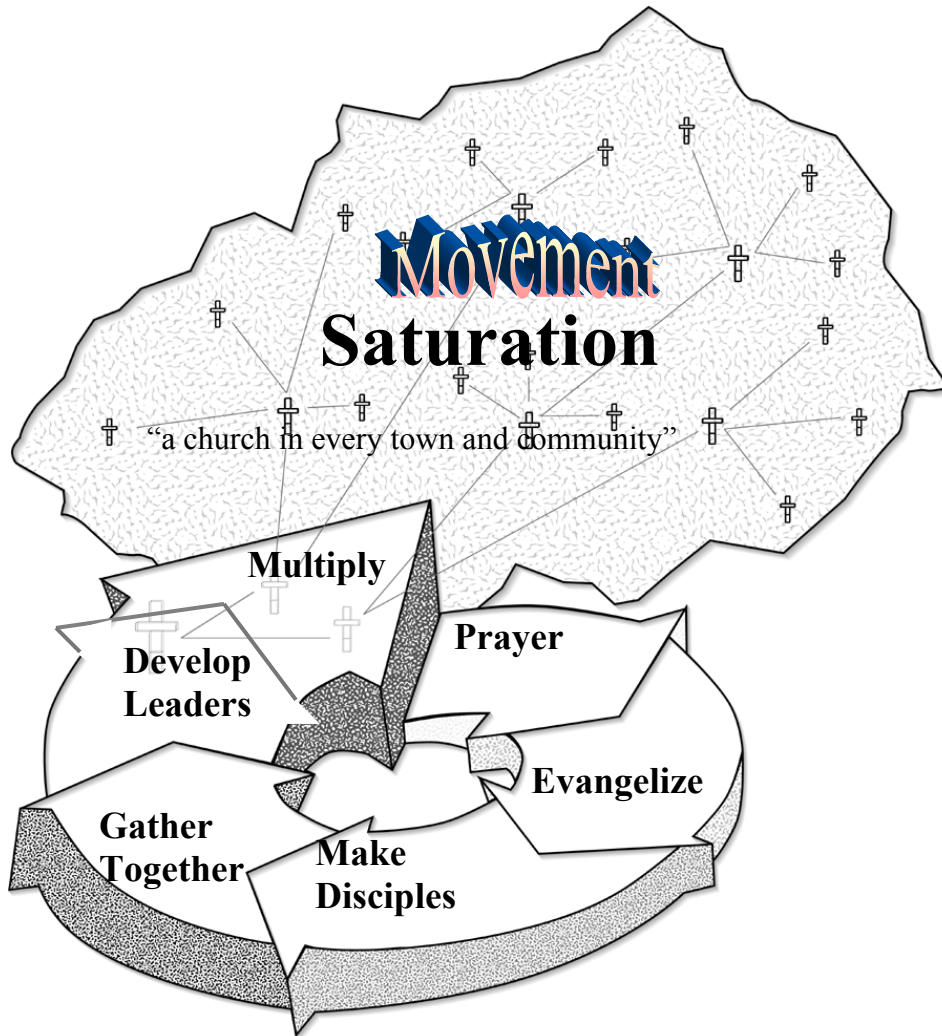 Movement
Saturation
“a church in every town and community”
Multiply
Prayer
Develop
Leaders
Evangelize
Gather
Together
Make
Disciples